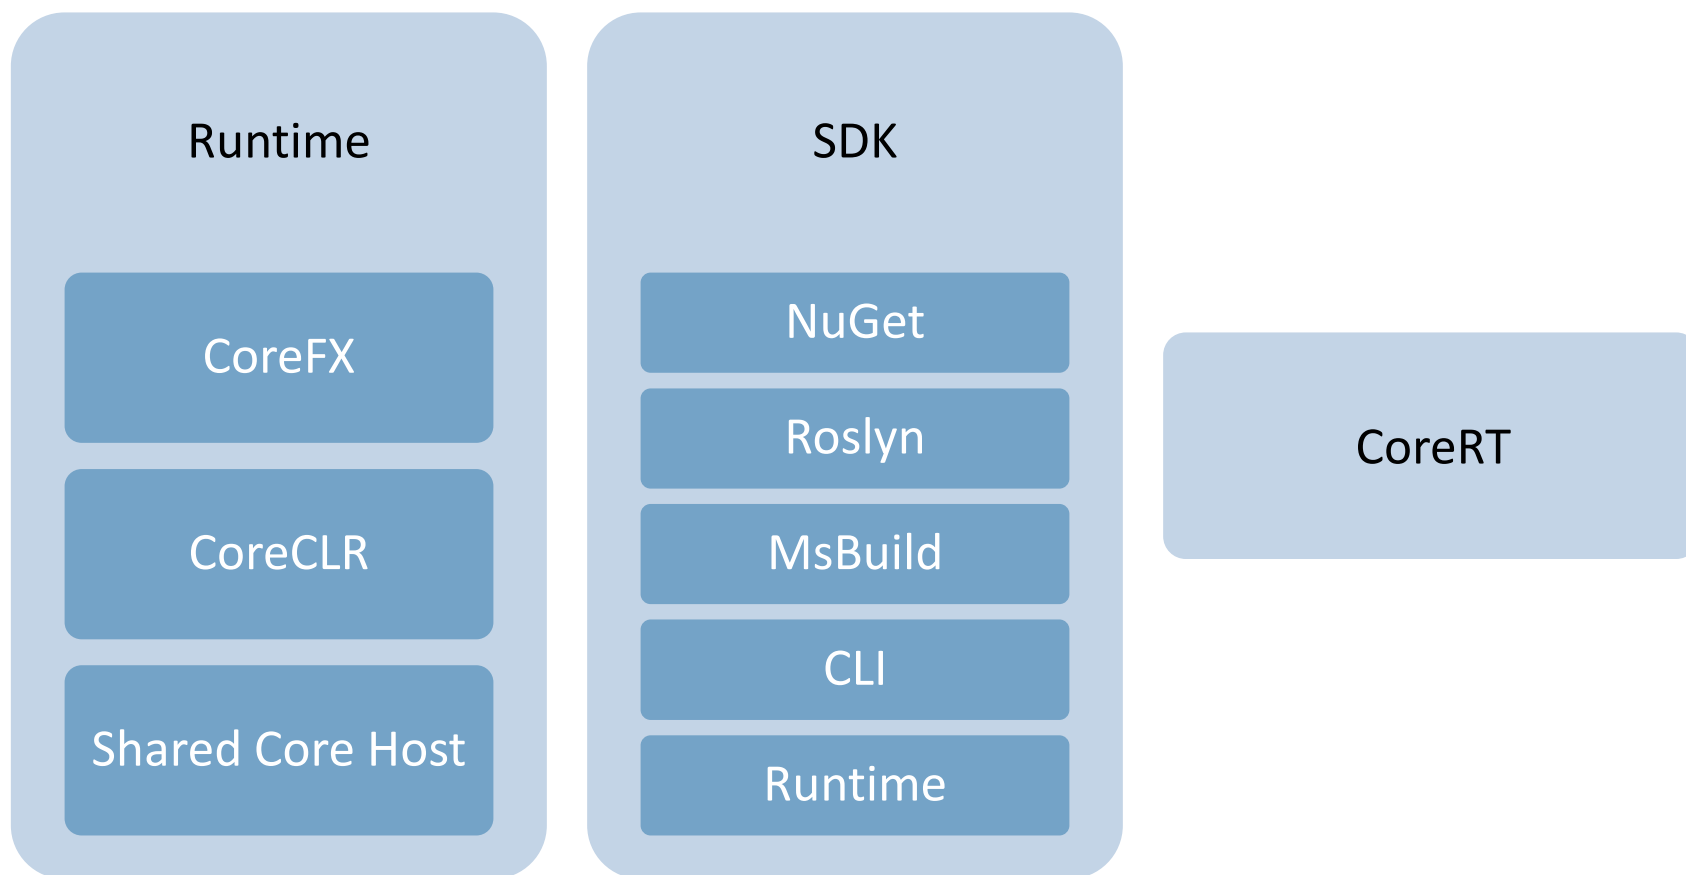 Runtime
CoreFX
CoreCLR
Shared Core Host
SDK
NuGet
Roslyn
MsBuild
CLI
Runtime
CoreRT